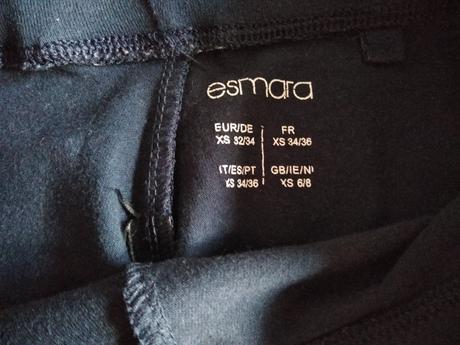 esmara
EUR/DE FR
XS 32/34 XS 34/36
IT/ES/PT GB/IE/NI
XS 34/36 XS 6/8